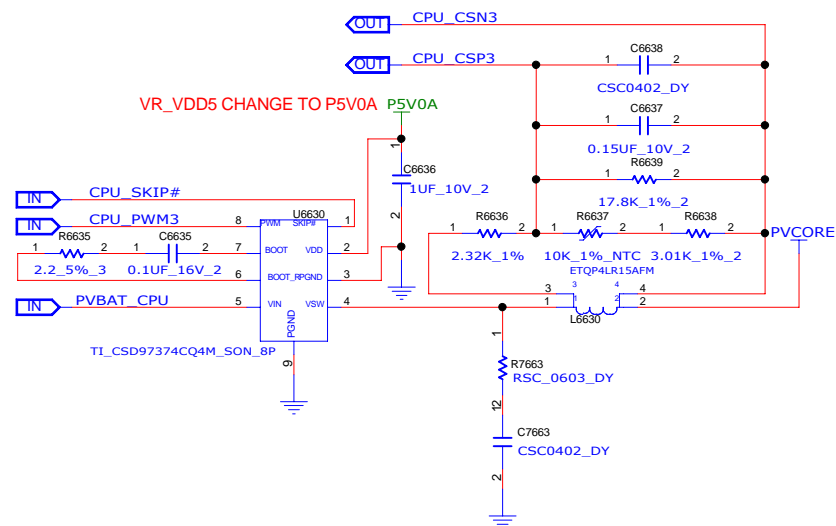 OUT CPU_CSN3
OUT CPU_CSP3
C6638
1 2
CSC0402_DY
VR_VDD5 CHANGE TO P5V0A
P5V0A
C6637
1 2
0.15UF_10V_2
1
C6636
1UF_10V_2
2
R6639
1 2
17.8K_1%_2
IN CPU_SKIP#
IN CPU_PWM3
U6630
8 PWM SKIP# 1
R6635
1 2
2.2_5%_3
C6635
1 2
0.1UF_16V_2
7 BOOT VDD 2
6 BOOT_R PGND 3
IN PVBAT_CPU
5 VIN VSW 4
PGND
9
TI_CSD97374CQ4M_SON_8P
R6636
1 2
2.32K_1%
R6637
1 2
10K_1%_NTC
R6638
1 2
3.01K_1%_2
PVCORE
ETQP4LR15AFM
3 3 4 4
1 1 2 2
L6630
1
R7663
RSC_0603_DY
2
1
C7663
CSC0402_DY
2